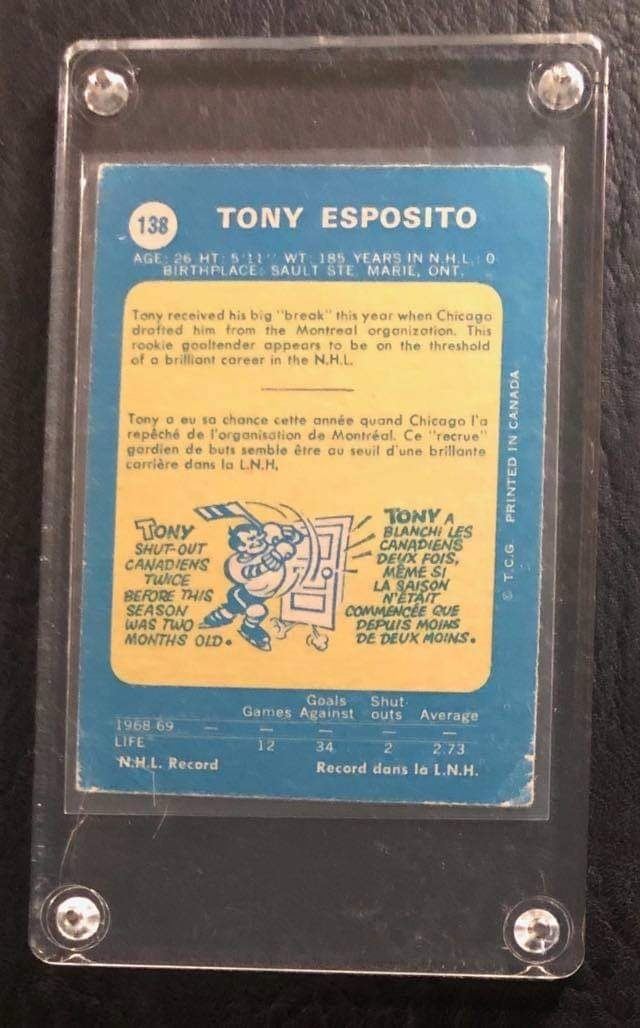 138
TONY ESPOSITO
AGE: 26 HT: 5'11" WT: 185 YEARS IN N.H.L.: 0
BIRTHPLACE: SAULT STE. MARIE, ONT.
Tony received his big "break" this year when Chicago
drafted him from the Montreal organization. This
rookie goaltender appears to be on the threshold
of a brilliant career in the N.H.L.
Tony a eu sa chance cette année quand Chicago l'a
repêché de l'organisation de Montréal. Ce "recrue"
gardien de buts semble être au seuil d'une brillante
carrière dans la L.N.H.
TONY
SHUT-OUT
CANADIENS
TWICE
BEFORE THIS
SEASON
WAS TWO
MONTHS OLD.
TONY A
BLANCHI LES
CANADIENS
DEUX FOIS,
MÊME SI
LA SAISON
N'ÉTAIT
COMMENCÉE QUE
DEPUIS MOINS
DE DEUX MOINS.
© T.C.G. PRINTED IN CANADA
Goals Shut
Games Against outs Average
1968-69 — — — —
LIFE 12 34 2 2.73
N.H.L. Record Record dans la L.N.H.